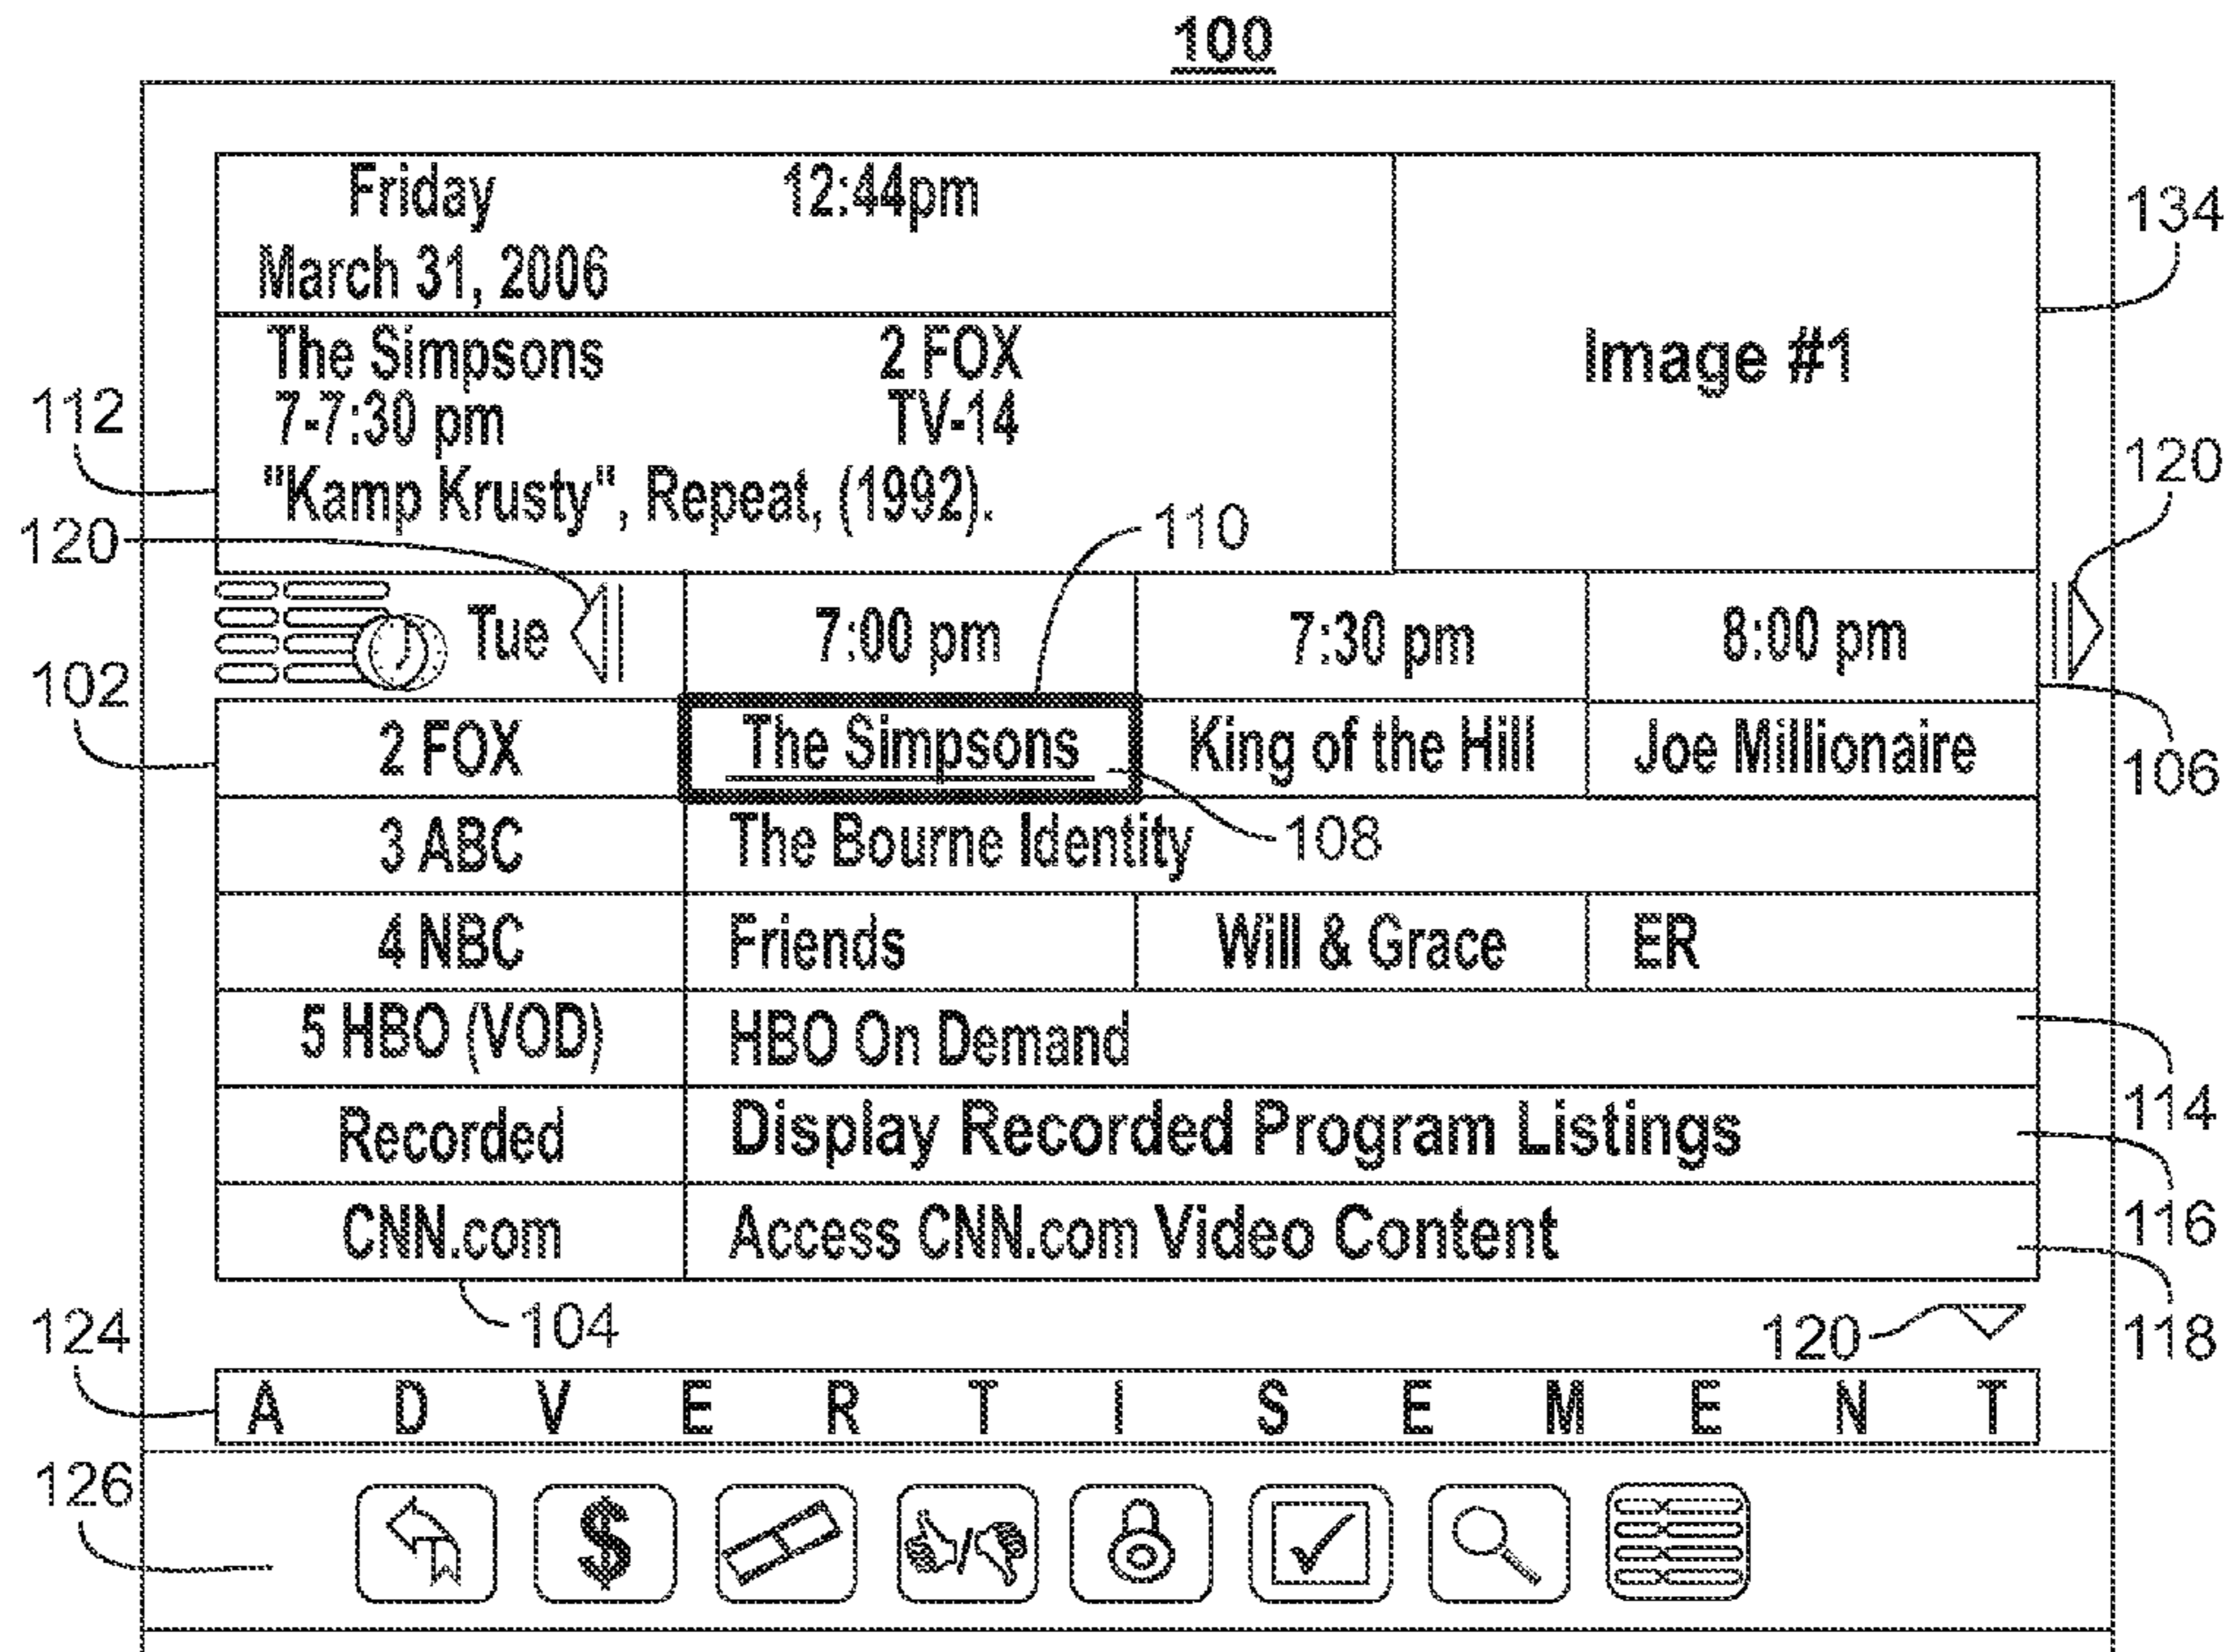 100
Friday 12:44pm
March 31, 2006
134
The Simpsons 2 FOX
Image #1
112
7-7:30 pm TV-14
120
"Kamp Krusty", Repeat, (1992).
120
110
Tue 7:00 pm 7:30 pm 8:00 pm
102
2 FOX The Simpsons King of the Hill Joe Millionaire
106
3 ABC The Bourne Identity
108
4 NBC Friends Will & Grace ER
5 HBO (VOD) HBO On Demand
114
Recorded Display Recorded Program Listings
116
CNN.com Access CNN.com Video Content
104
120
118
124
A D V E R T I S E M E N T
126
$